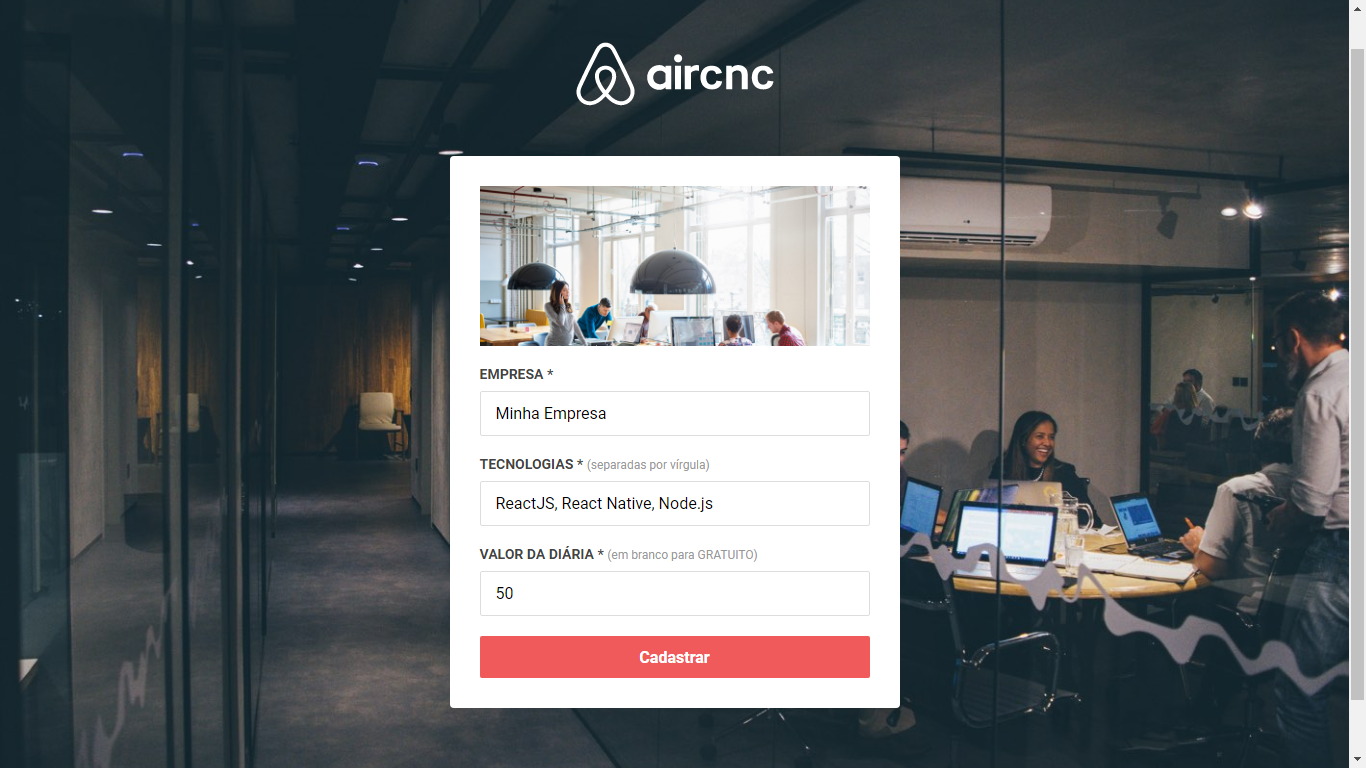 aircnc
EMPRESA *
Minha Empresa
TECNOLOGIAS * (separadas por vírgula)
ReactJS, React Native, Node.js
VALOR DA DIÁRIA * (em branco para GRATUITO)
50
Cadastrar